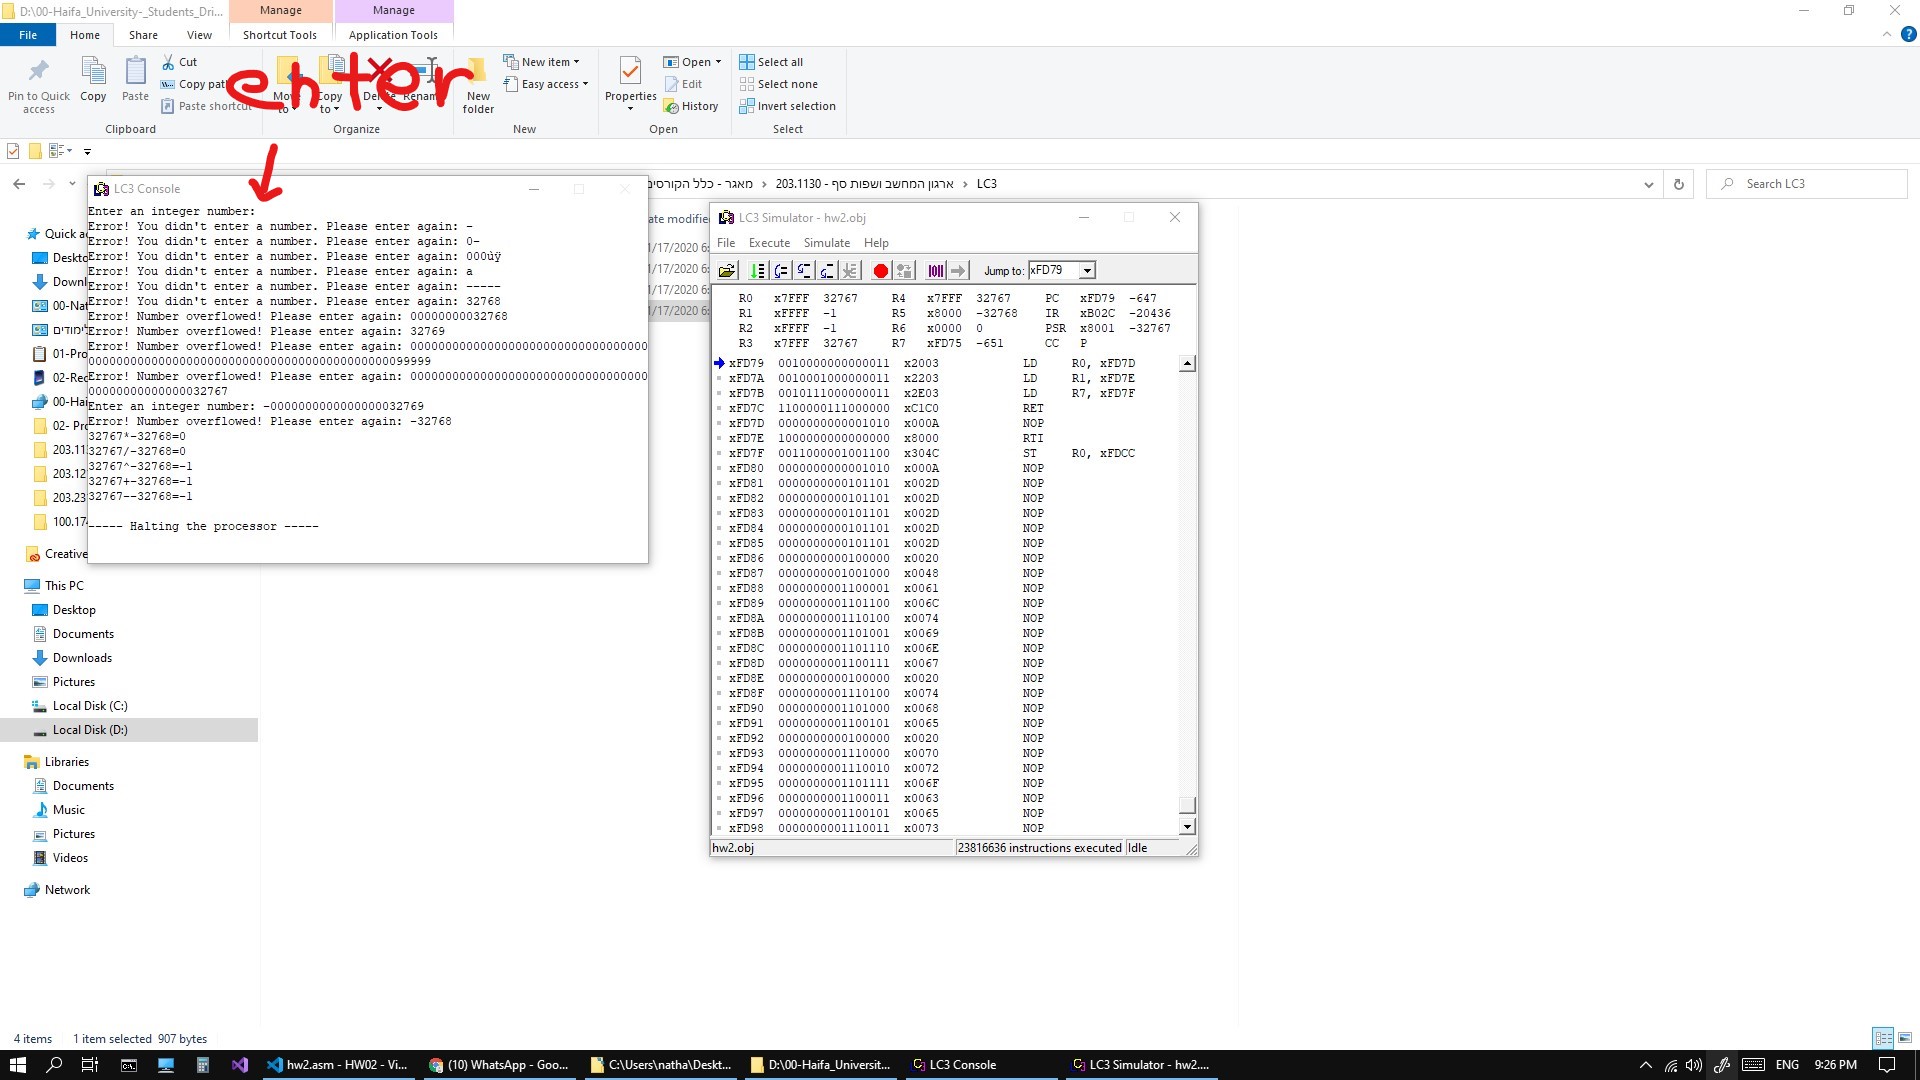 D:\00-Haifa_University-_Students_Dri...
Manage
Manage
File
Home
Share
View
Shortcut Tools
Application Tools
Pin to Quick access
Copy
Paste
Cut
Copy pat
Paste shortcut
Move to
Copy to
Delete
Rename
New folder
New item
Easy access
Properties
Open
Edit
History
Select all
Select none
Invert selection
Clipboard
Organize
New
Open
Select
enter
מאגר - כלל הקורסים > 203.1130 - ארגון המחשב ושפות סף > LC3
Search LC3
LC3 Console
Enter an integer number:
Error! You didn't enter a number. Please enter again: -
Error! You didn't enter a number. Please enter again: 0-
Error! You didn't enter a number. Please enter again: 000ùÿ
Error! You didn't enter a number. Please enter again: a
Error! You didn't enter a number. Please enter again: -----
Error! You didn't enter a number. Please enter again: 32768
Error! Number overflowed! Please enter again: 00000000032768
Error! Number overflowed! Please enter again: 32769
Error! Number overflowed! Please enter again: 0000000000000000000000000000000000
00000000000000000000000000000000000000000099999
Error! Number overflowed! Please enter again: 0000000000000000000000000000000000
00000000000000032767
Enter an integer number: -0000000000000000032769
Error! Number overflowed! Please enter again: -32768
32767*-32768=0
32767/-32768=0
32767^-32768=-1
32767+-32768=-1
32767--32768=-1
----- Halting the processor -----
Quick a
Deskto
Downl
00-Nat
לימודים
01-Pro
02-Rec
00-Hai
02- Pro
203.11
203.12
203.23
100.174
Creative
This PC
Desktop
Documents
Downloads
Pictures
Local Disk (C:)
Local Disk (D:)
Libraries
Documents
Music
Pictures
Videos
Network
ate modifie
1/17/2020 6:
1/17/2020 6:
1/17/2020 6:
1/17/2020 6:
LC3 Simulator - hw2.obj
File Execute Simulate Help
Jump to: xFD79
R0 x7FFF 32767 R4 x7FFF 32767 PC xFD79 -647
R1 xFFFF -1 R5 x8000 -32768 IR xB02C -20436
R2 xFFFF -1 R6 x0000 0 PSR x8001 -32767
R3 x7FFF 32767 R7 xFD75 -651 CC P
xFD79 0010000000000011 x2003 LD R0, xFD7D
xFD7A 0010001000000011 x2203 LD R1, xFD7E
xFD7B 0010111000000011 x2E03 LD R7, xFD7F
xFD7C 1100000111000000 xC1C0 RET
xFD7D 0000000000001010 x000A NOP
xFD7E 1000000000000000 x8000 RTI
xFD7F 0011000001001100 x304C ST R0, xFDCC
xFD80 0000000000001010 x000A NOP
xFD81 0000000000101101 x002D NOP
xFD82 0000000000101101 x002D NOP
xFD83 0000000000101101 x002D NOP
xFD84 0000000000101101 x002D NOP
xFD85 0000000000101101 x002D NOP
xFD86 0000000000100000 x0020 NOP
xFD87 0000000001001000 x0048 NOP
xFD88 0000000001100001 x0061 NOP
xFD89 0000000001101100 x006C NOP
xFD8A 0000000001110100 x0074 NOP
xFD8B 0000000001101001 x0069 NOP
xFD8C 0000000001101110 x006E NOP
xFD8D 0000000001100111 x0067 NOP
xFD8E 0000000000100000 x0020 NOP
xFD8F 0000000001110100 x0074 NOP
xFD90 0000000001101000 x0068 NOP
xFD91 0000000001100101 x0065 NOP
xFD92 0000000000100000 x0020 NOP
xFD93 0000000001110000 x0070 NOP
xFD94 0000000001110010 x0072 NOP
xFD95 0000000001101111 x006F NOP
xFD96 0000000001100011 x0063 NOP
xFD97 0000000001100101 x0065 NOP
xFD98 0000000001110011 x0073 NOP
hw2.obj 23816636 instructions executed Idle
4 items 1 item selected 907 bytes
hw2.asm - HW02 - Vi...
(10) WhatsApp - Goo...
C:\Users\natha\Deskt...
D:\00-Haifa_Universit...
LC3 Console
LC3 Simulator - hw2....
ENG
9:26 PM